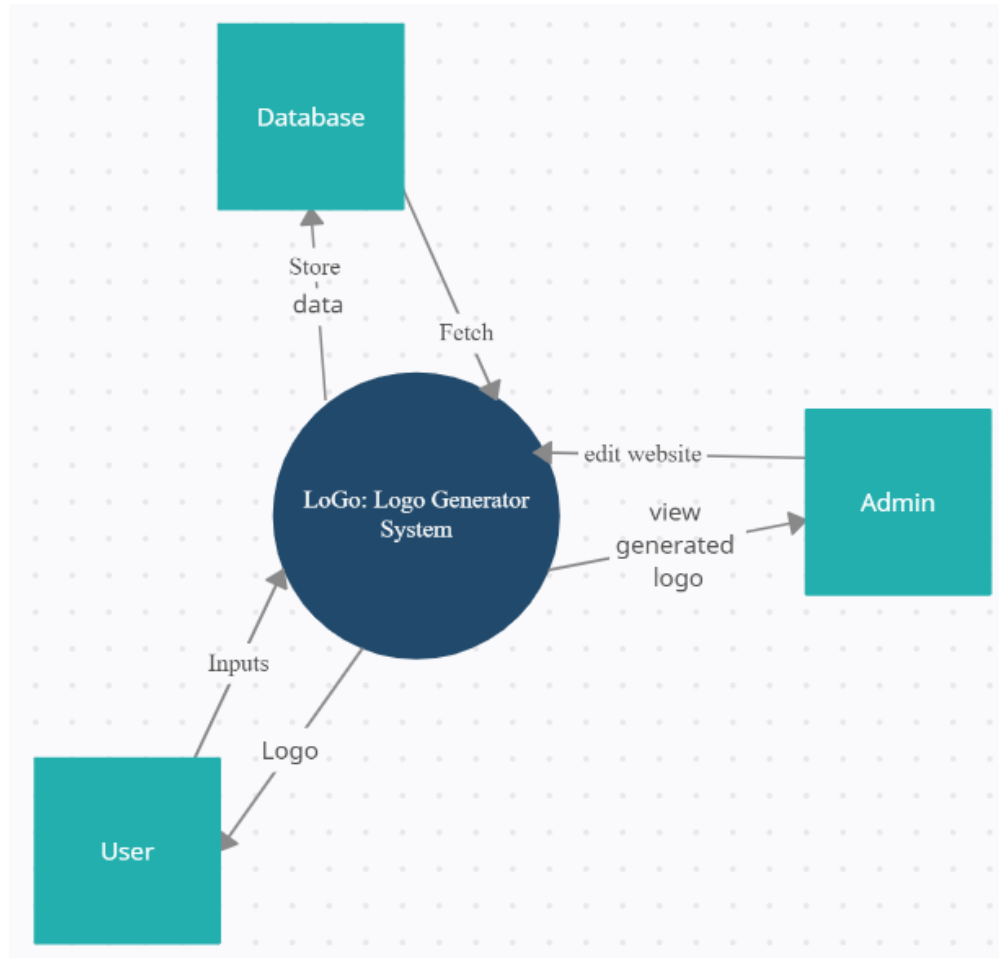 Database
Store
data
Fetch
edit website
LoGo: Logo Generator
System
Admin
view
generated
logo
Inputs
Logo
User